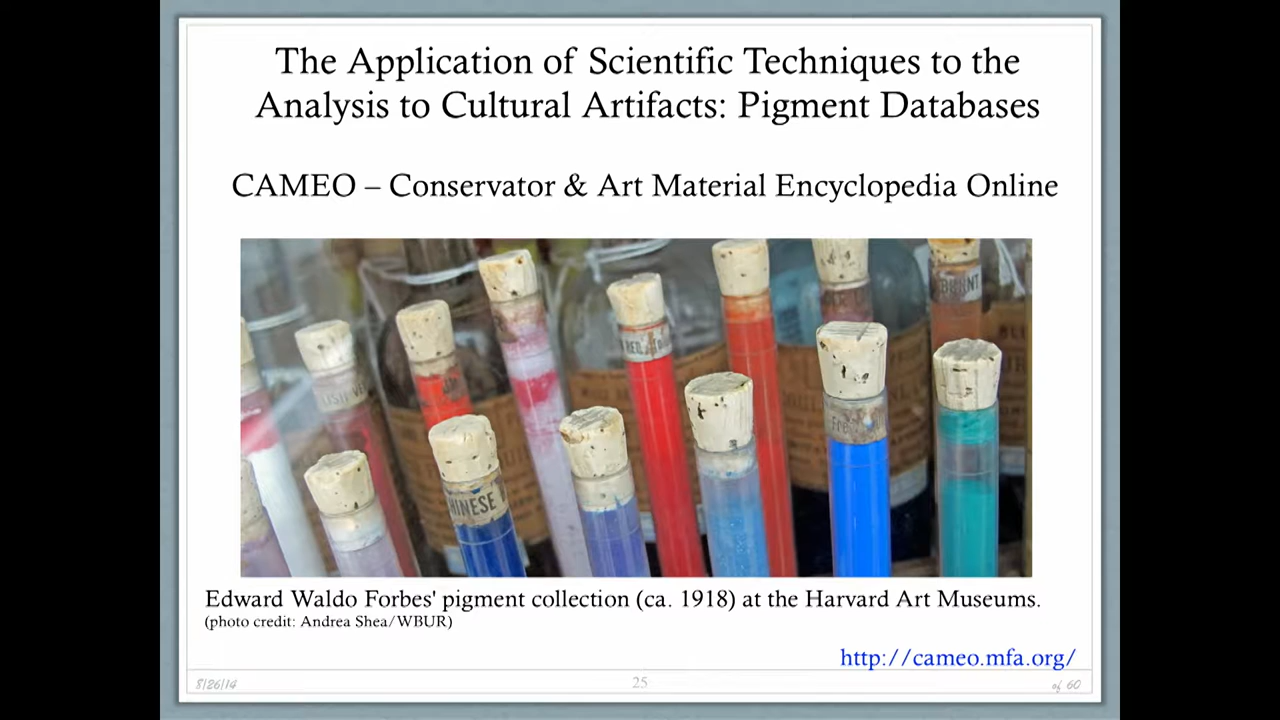 The Application of Scientific Techniques to the
Analysis to Cultural Artifacts: Pigment Databases
CAMEO – Conservator & Art Material Encyclopedia Online
HINESE
Edward Waldo Forbes' pigment collection (ca. 1918) at the Harvard Art Museums.
(photo credit: Andrea Shea/WBUR)
http://cameo.mfa.org/
8/26/14
25
of 60